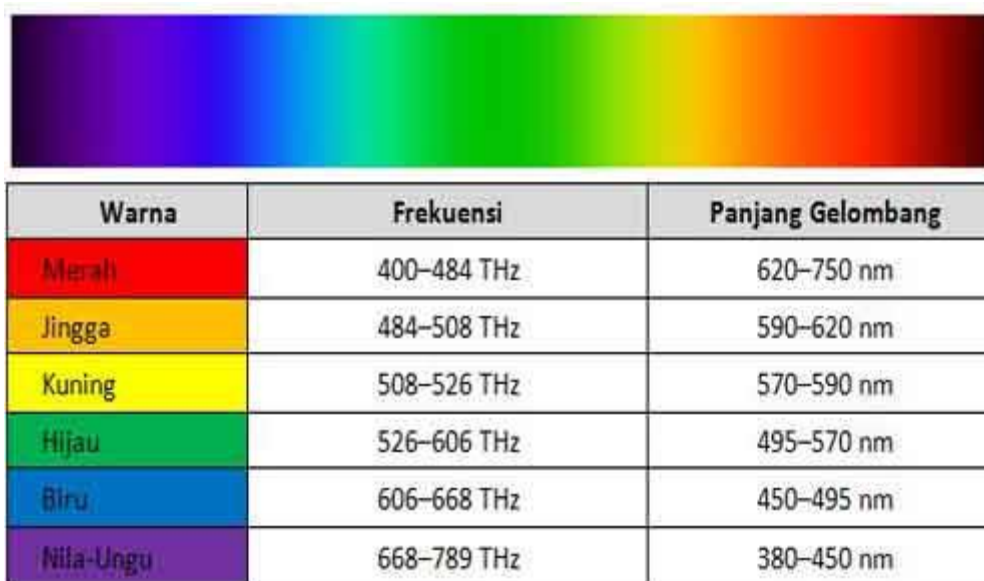 Warna Frekuensi Panjang Gelombang
Merah 400–484 THz 620–750 nm
Jingga 484–508 THz 590–620 nm
Kuning 508–526 THz 570–590 nm
Hijau 526–606 THz 495–570 nm
Biru 606–668 THz 450–495 nm
Nila-Ungu 668–789 THz 380–450 nm